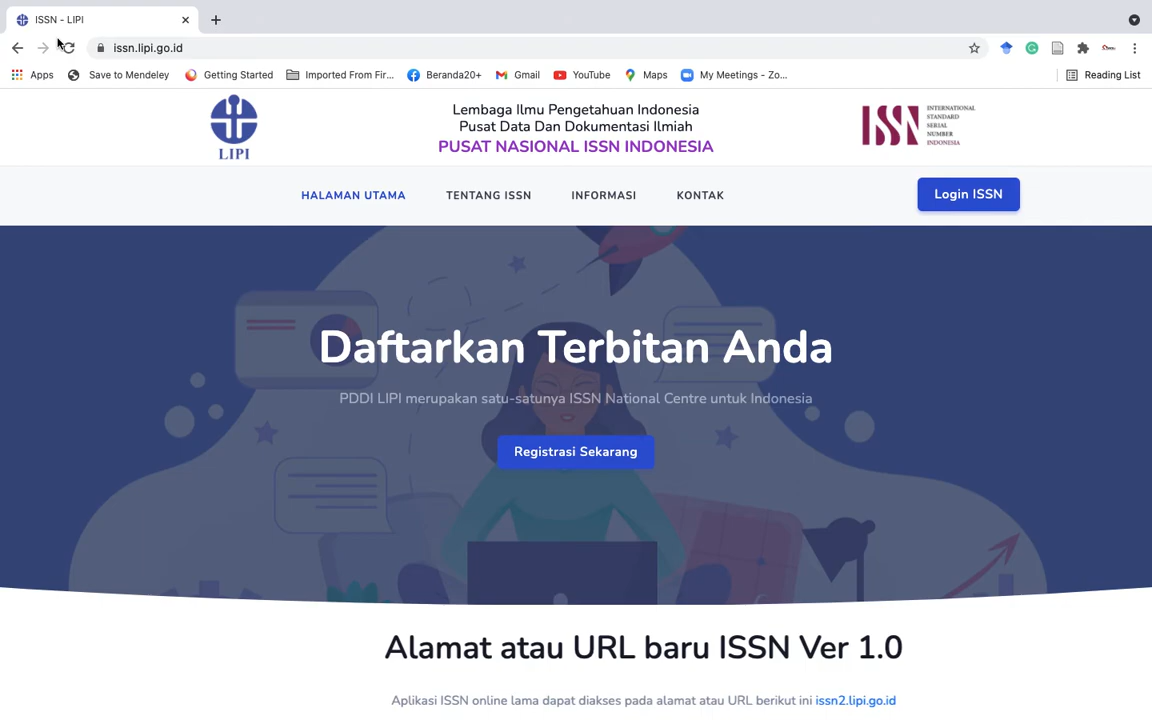 ISSN - LIPI
issn.lipi.go.id
Apps Save to Mendeley Getting Started Imported From Fir... Beranda20+ Gmail YouTube Maps My Meetings - Zo... Reading List
LIPI
Lembaga Ilmu Pengetahuan Indonesia
Pusat Data Dan Dokumentasi Ilmiah
PUSAT NASIONAL ISSN INDONESIA
ISSN
INTERNATIONAL
STANDARD
SERIAL
NUMBER
INDONESIA
HALAMAN UTAMA TENTANG ISSN INFORMASI KONTAK Login ISSN
Daftarkan Terbitan Anda
PDDI LIPI merupakan satu-satunya ISSN National Centre untuk Indonesia
Registrasi Sekarang
Alamat atau URL baru ISSN Ver 1.0
Aplikasi ISSN online lama dapat diakses pada alamat atau URL berikut ini issn2.lipi.go.id